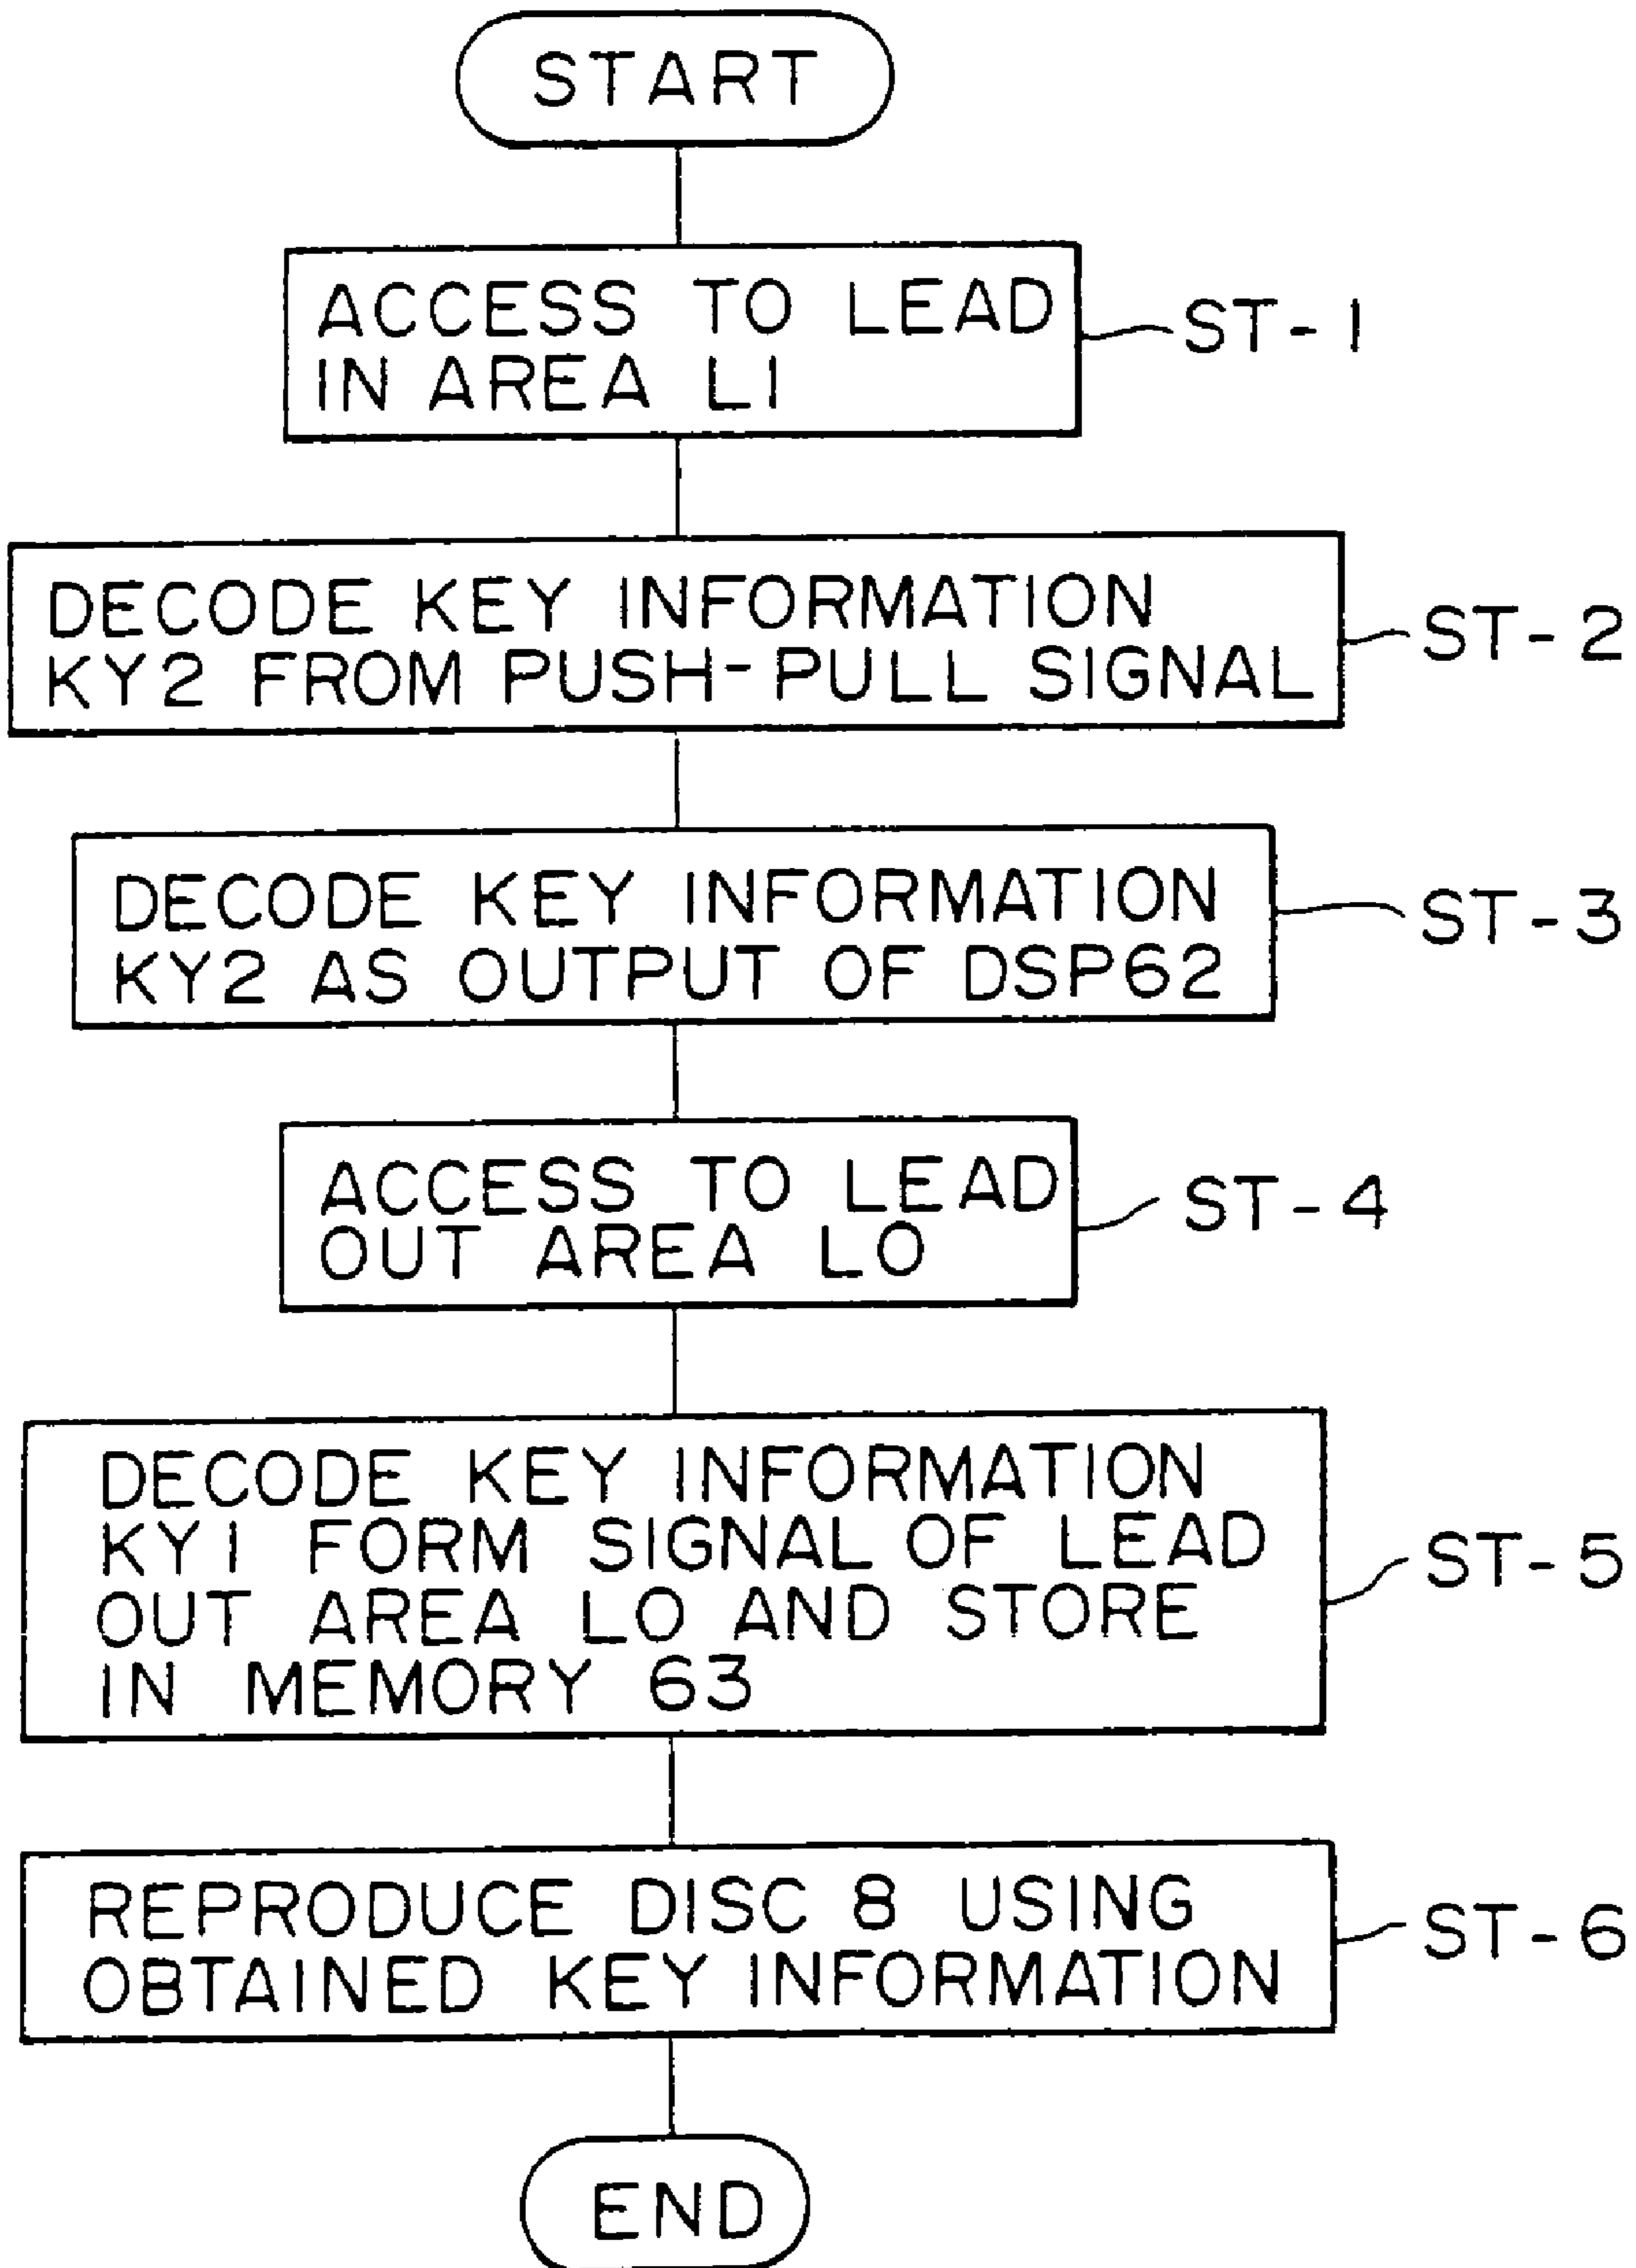 START
ACCESS TO LEAD
IN AREA LI
ST-1
DECODE KEY INFORMATION
KY2 FROM PUSH-PULL SIGNAL
ST-2
DECODE KEY INFORMATION
KY2 AS OUTPUT OF DSP62
ST-3
ACCESS TO LEAD
OUT AREA LO
ST-4
DECODE KEY INFORMATION
KY1 FORM SIGNAL OF LEAD
OUT AREA LO AND STORE
IN MEMORY 63
ST-5
REPRODUCE DISC 8 USING
OBTAINED KEY INFORMATION
ST-6
END